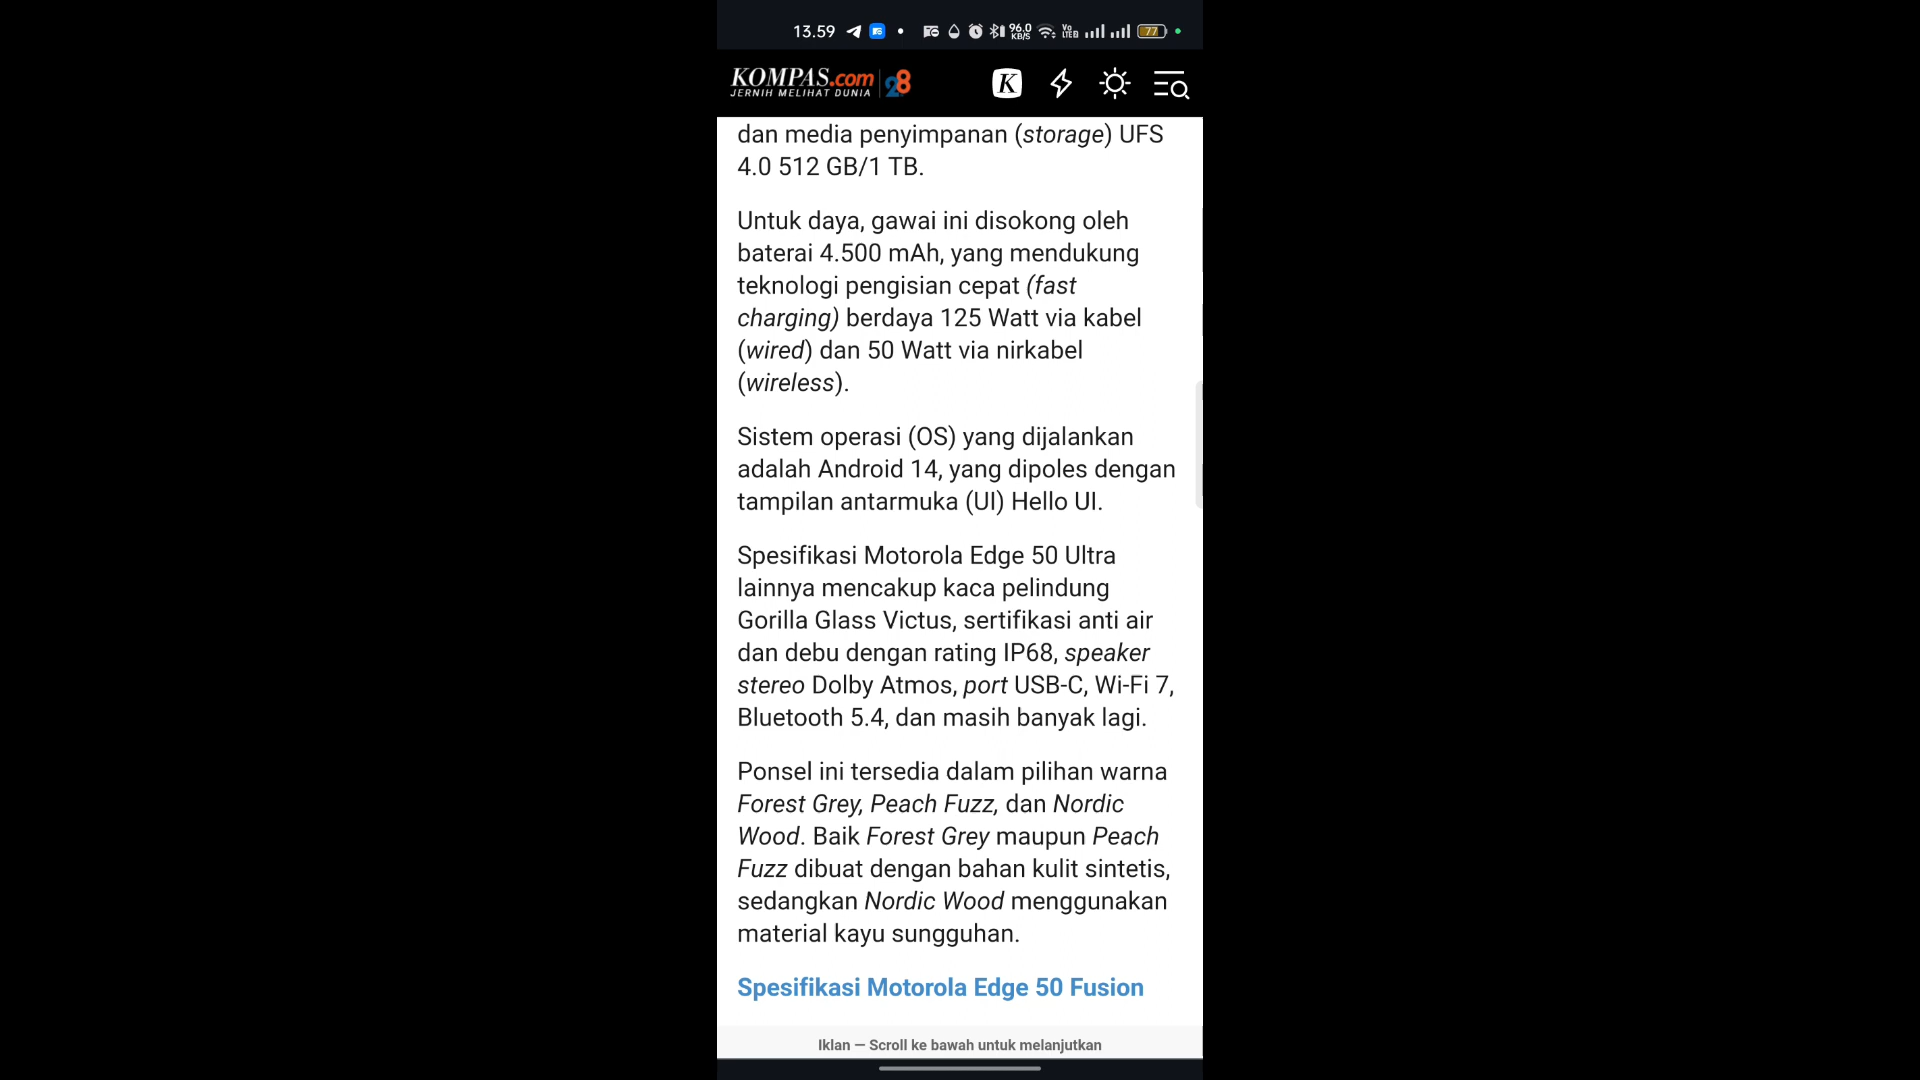 13.59
96.0
KB/S
Vo
LTE2
77
KOMPAS.com
28
JERNIH MELIHAT DUNIA
K
dan media penyimpanan (storage) UFS
4.0 512 GB/1 TB.
Untuk daya, gawai ini disokong oleh
baterai 4.500 mAh, yang mendukung
teknologi pengisian cepat (fast
charging) berdaya 125 Watt via kabel
(wired) dan 50 Watt via nirkabel
(wireless).
Sistem operasi (OS) yang dijalankan
adalah Android 14, yang dipoles dengan
tampilan antarmuka (UI) Hello UI.
Spesifikasi Motorola Edge 50 Ultra
lainnya mencakup kaca pelindung
Gorilla Glass Victus, sertifikasi anti air
dan debu dengan rating IP68, speaker
stereo Dolby Atmos, port USB-C, Wi-Fi 7,
Bluetooth 5.4, dan masih banyak lagi.
Ponsel ini tersedia dalam pilihan warna
Forest Grey, Peach Fuzz, dan Nordic
Wood. Baik Forest Grey maupun Peach
Fuzz dibuat dengan bahan kulit sintetis,
sedangkan Nordic Wood menggunakan
material kayu sungguhan.
Spesifikasi Motorola Edge 50 Fusion
Iklan — Scroll ke bawah untuk melanjutkan